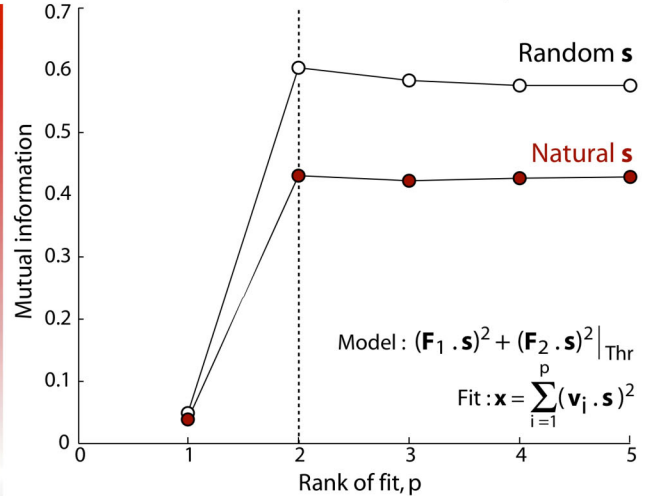 0.7
0.6
0.5
0.4
0.3
0.2
0.1
0
Mutual information
Random s
Natural s
Model : (F1 . s)2 + (F2 . s)2|Thr
p
Fit : x = ∑(vi . s)2
i =1
0 1 2 3 4 5
Rank of fit, p